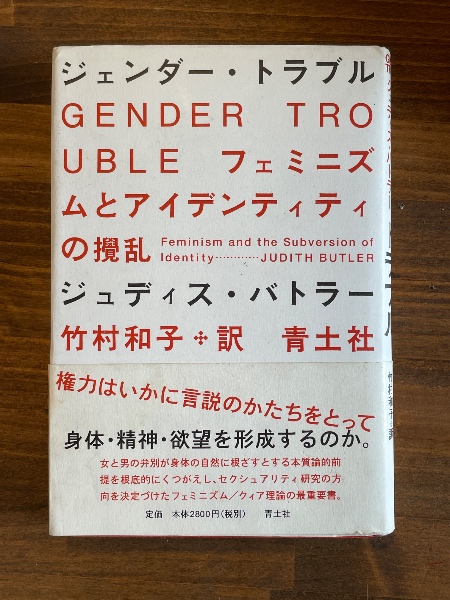 ジェンダー・トラブル
GENDER TRO
UBLE フェミニズ
ムとアイデンティティ
の攪乱 Feminism and the Subversion of
Identity…………JUDITH BUTLER
ジュディス・バトラー
竹村和子✣訳 青土社
権力はいかに言説のかたちをとって
身体・精神・欲望を形成するのか。
女と男の弁別が身体の自然に根ざすとする本質論的前
提を根底的にくつがえし、セクシュアリティ研究の方
向を決定づけたフェミニズム／クィア理論の最重要書。
定価 本体2800円(税別) 青土社